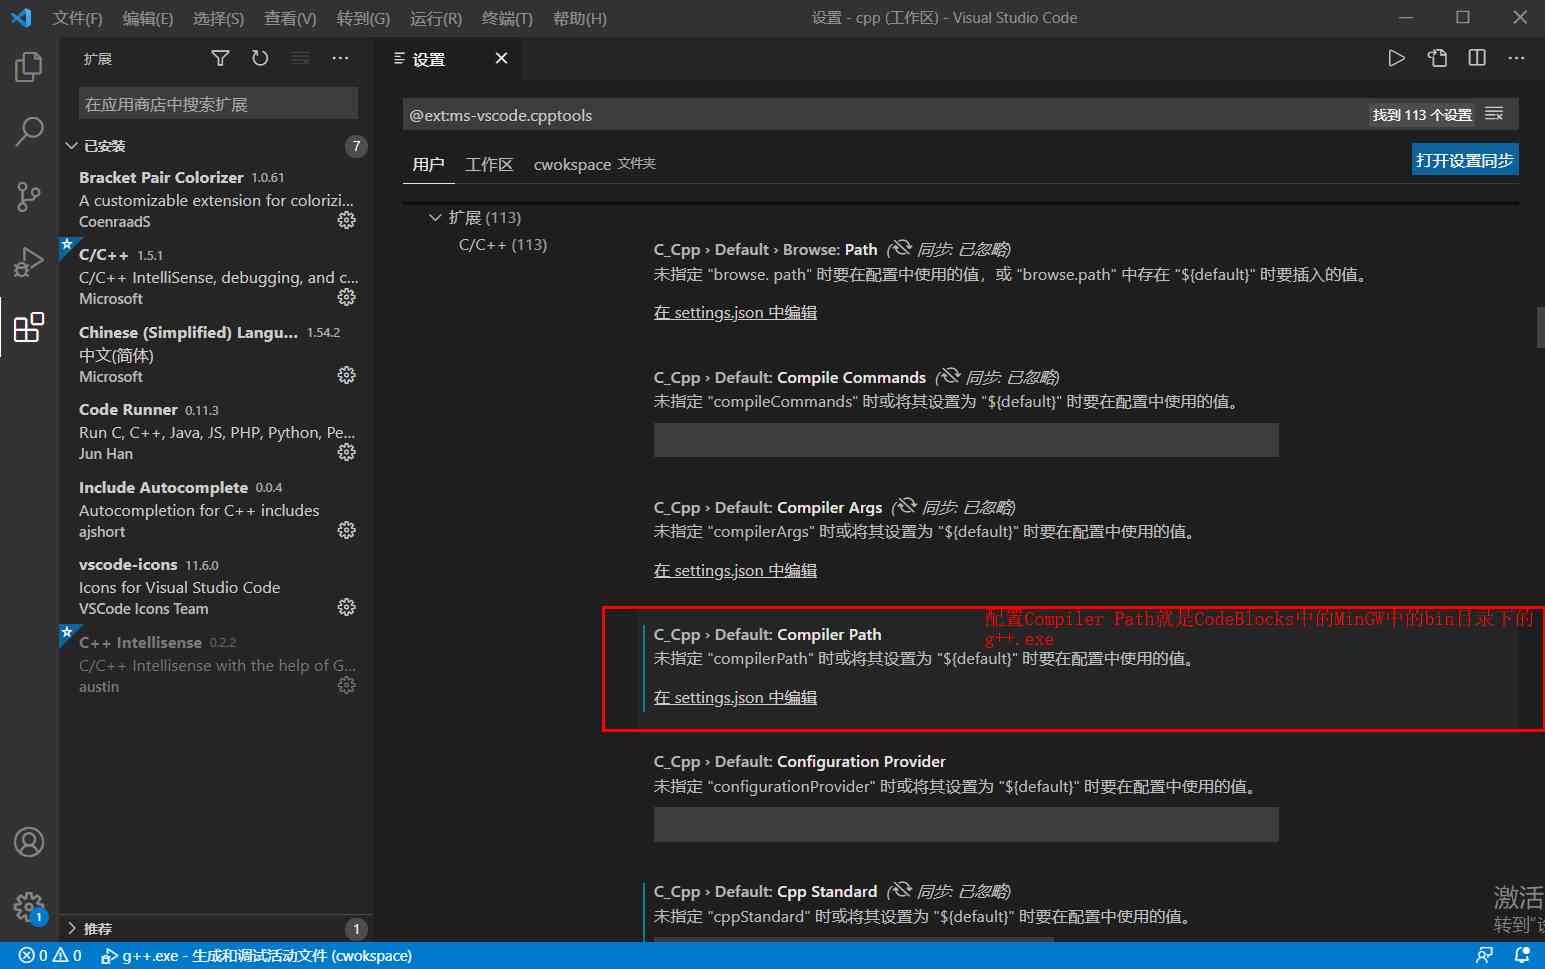 文件(F) 编辑(E) 选择(S) 查看(V) 转到(G) 运行(R) 终端(T) 帮助(H) 设置 - cpp (工作区) - Visual Studio Code
扩展
在应用商店中搜索扩展
已安装 7
Bracket Pair Colorizer 1.0.61
A customizable extension for colorizi...
CoenraadS
C/C++ 1.5.1
C/C++ IntelliSense, debugging, and c...
Microsoft
Chinese (Simplified) Langu... 1.54.2
中文(简体)
Microsoft
Code Runner 0.11.3
Run C, C++, Java, JS, PHP, Python, Pe...
Jun Han
Include Autocomplete 0.0.4
Autocompletion for C++ includes
ajshort
vscode-icons 11.6.0
Icons for Visual Studio Code
VSCode Icons Team
C++ Intellisense 0.2.2
C/C++ Intellisense with the help of G...
austin
推荐 1
设置
@ext:ms-vscode.cpptools 找到 113 个设置
用户 工作区 cwokspace 文件夹 打开设置同步
扩展 (113)
C/C++ (113)
C_Cpp › Default › Browse: Path (同步: 已忽略)
未指定 "browse. path" 时要在配置中使用的值，或 "browse.path" 中存在 "${default}" 时要插入的值。
在 settings.json 中编辑
C_Cpp › Default: Compile Commands (同步: 已忽略)
未指定 "compileCommands" 时或将其设置为 "${default}" 时要在配置中使用的值。
C_Cpp › Default: Compiler Args (同步: 已忽略)
未指定 "compilerArgs" 时或将其设置为 "${default}" 时要在配置中使用的值。
在 settings.json 中编辑
配置Compiler Path就是CodeBlocks中的MinGW中的bin目录下的
g++.exe
C_Cpp › Default: Compiler Path
未指定 "compilerPath" 时或将其设置为 "${default}" 时要在配置中使用的值。
在 settings.json 中编辑
C_Cpp › Default: Configuration Provider
未指定 "configurationProvider" 时或将其设置为 "${default}" 时要在配置中使用的值。
C_Cpp › Default: Cpp Standard (同步: 已忽略)
未指定 "cppStandard" 时或将其设置为 "${default}" 时要在配置中使用的值。
激活
转到"
1
0 0 g++.exe - 生成和调试活动文件 (cwokspace)